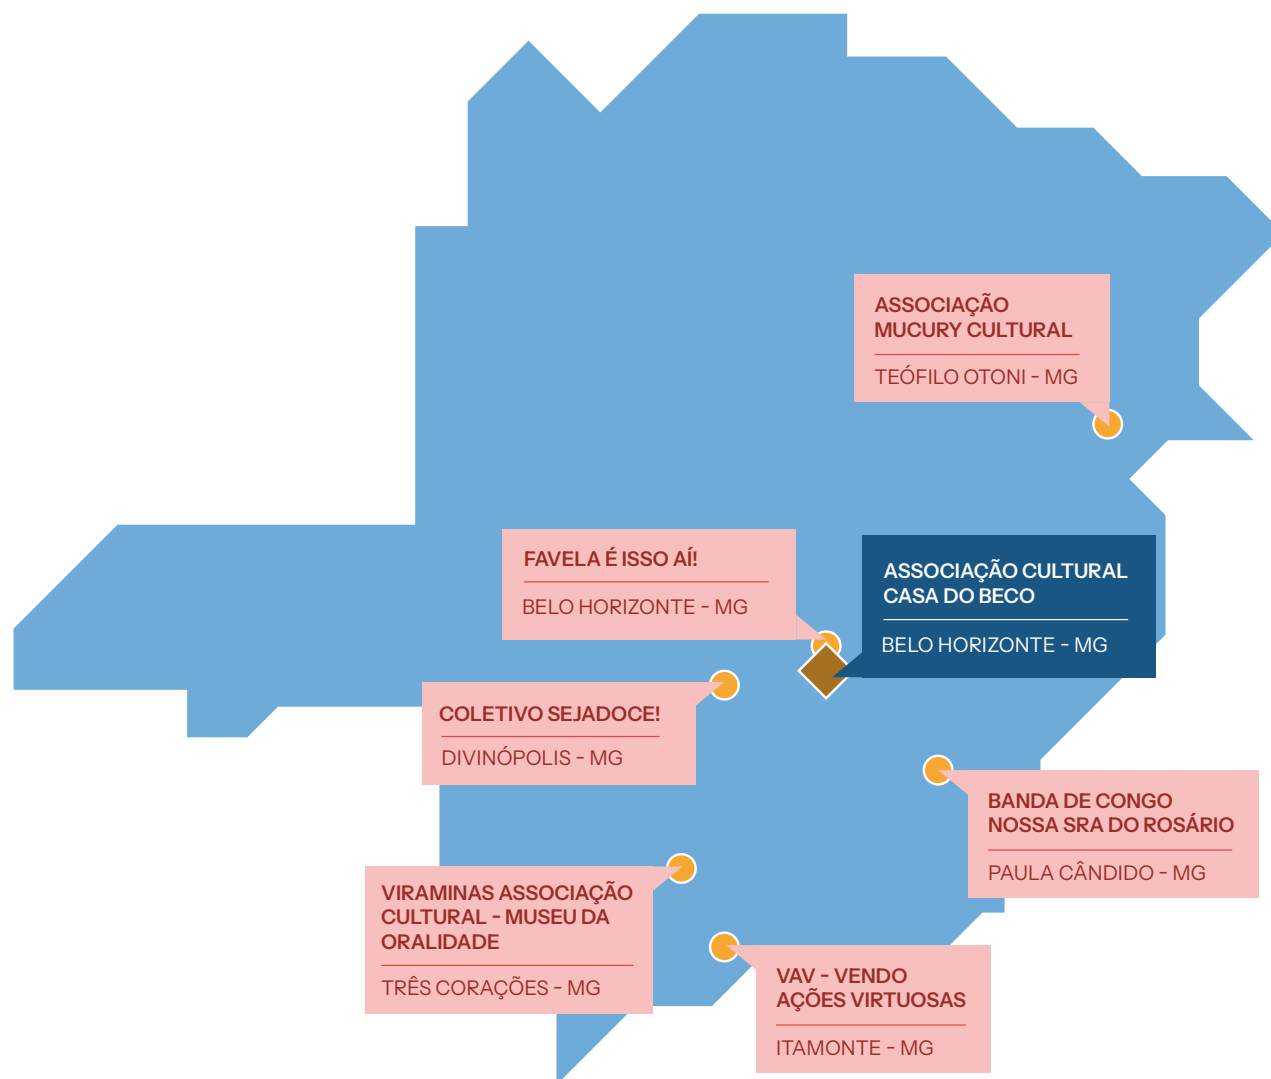 ASSOCIAÇÃO
MUCURY CULTURAL
TEÓFILO OTONI - MG
FAVELA É ISSO AÍ!
BELO HORIZONTE - MG
ASSOCIAÇÃO CULTURAL
CASA DO BECO
BELO HORIZONTE - MG
COLETIVO SEJADOCE!
DIVINÓPOLIS - MG
BANDA DE CONGO
NOSSA SRA DO ROSÁRIO
PAULA CÂNDIDO - MG
VIRAMINAS ASSOCIAÇÃO
CULTURAL - MUSEU DA
ORALIDADE
TRÊS CORAÇÕES - MG
VAV - VENDO
AÇÕES VIRTUOSAS
ITAMONTE - MG